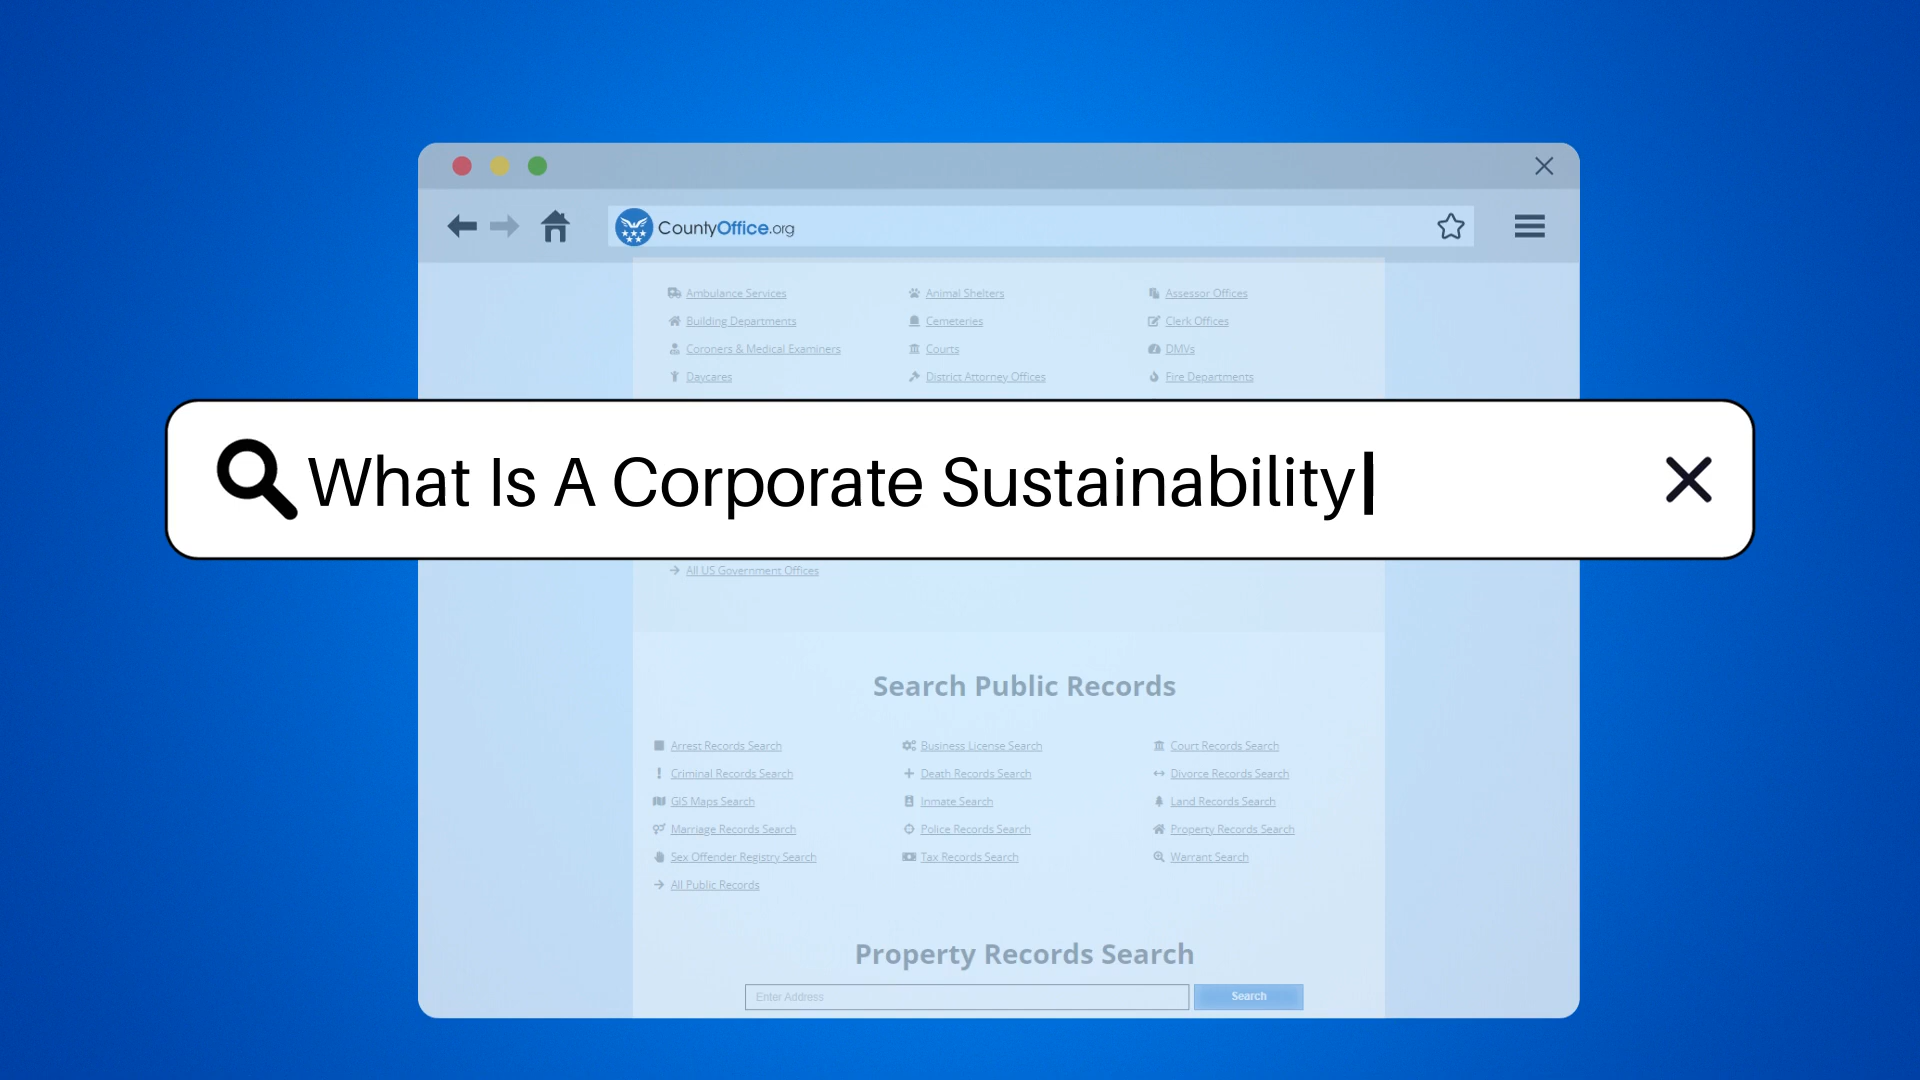 CountyOffice.org
Ambulance Services Animal Shelters Assessor Offices
Building Departments Cemeteries Clerk Offices
Coroners & Medical Examiners Courts DMVs
Daycares District Attorney Offices Fire Departments
What Is A Corporate Sustainability
All US Government Offices
Search Public Records
Arrest Records Search Business License Search Court Records Search
Criminal Records Search Death Records Search Divorce Records Search
GIS Maps Search Inmate Search Land Records Search
Marriage Records Search Police Records Search Property Records Search
Sex Offender Registry Search Tax Records Search Warrant Search
All Public Records
Property Records Search
Enter Address Search